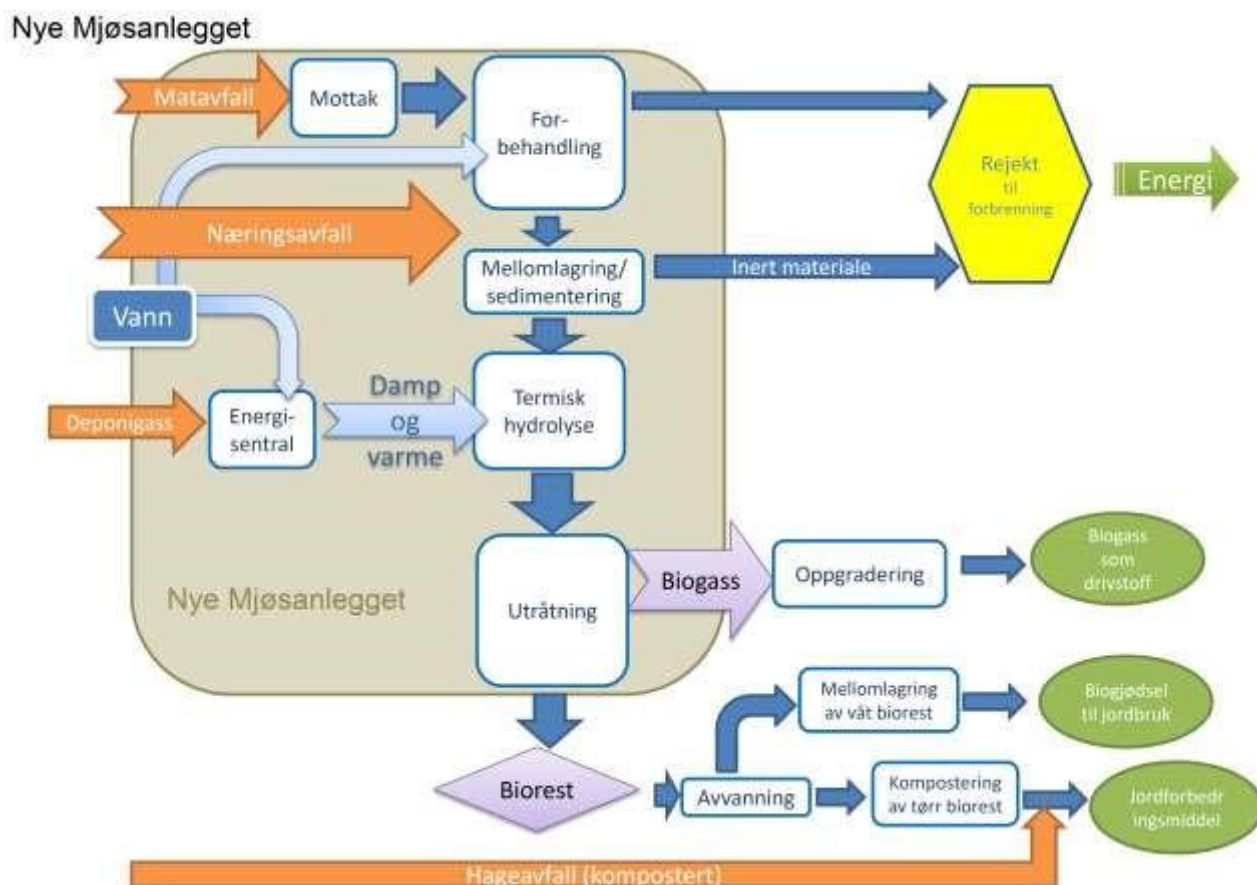 Nye Mjøsanlegget
Matavfall
Mottak
For-
behandling
Rejekt
til
forbrenning
Energi
Næringsavfall
Mellomlagring/
sedimentering
Inert materiale
Vann
Deponigass
Energi-
sentral
Damp
og
varme
Termisk
hydrolyse
Utråtning
Biogass
Oppgradering
Biogass
som
drivstoff
Nye Mjøsanlegget
Mellomlagring
av våt biorest
Biogjødsel
til jordbruk
Biorest
Avvanning
Kompostering
av tørr biorest
Jordforbedr
ingsmiddel
Hageavfall (kompostert)